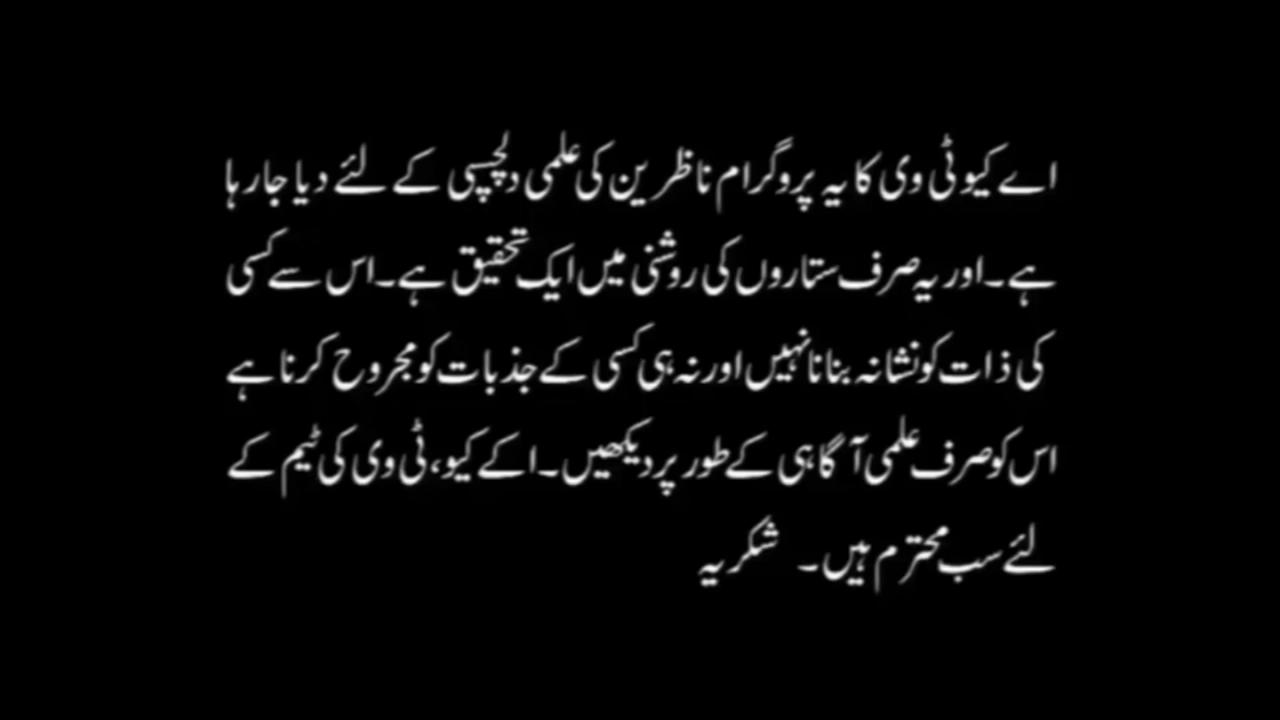 اے کیو ٹی وی کا یہ پروگرام ناظرین کی علمی دلچسپی کے لئے دیا جارہا
ہے۔اور یہ صرف ستاروں کی روشنی میں ایک تحقیق ہے۔اس سے کسی
کی ذات کو نشانہ بنانا نہیں اور نہ ہی کسی کے جذبات کو مجروح کرنا ہے
اس کو صرف علمی آگاہی کے طور پر دیکھیں۔اکے کیو،ٹی وی کی ٹیم کے
لئے سب محترم ہیں۔ شکریہ